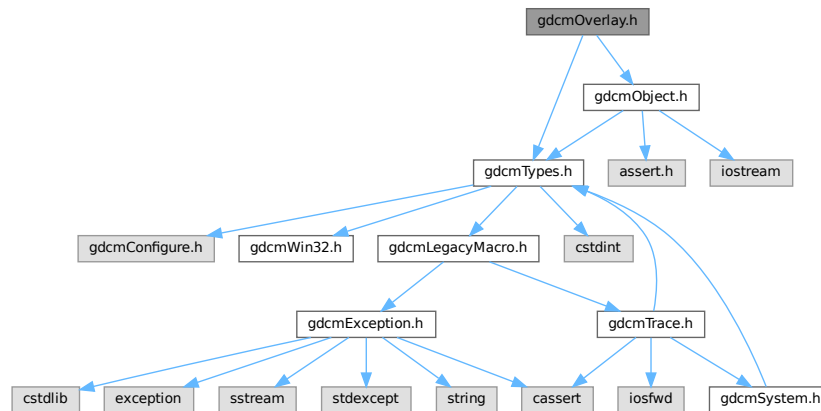 gdcmOverlay.h
gdcmObject.h
gdcmTypes.h
assert.h
iostream
gdcmConfigure.h
gdcmWin32.h
gdcmLegacyMacro.h
cstdint
gdcmException.h
gdcmTrace.h
cstdlib
exception
sstream
stdexcept
string
cassert
iosfwd
gdcmSystem.h